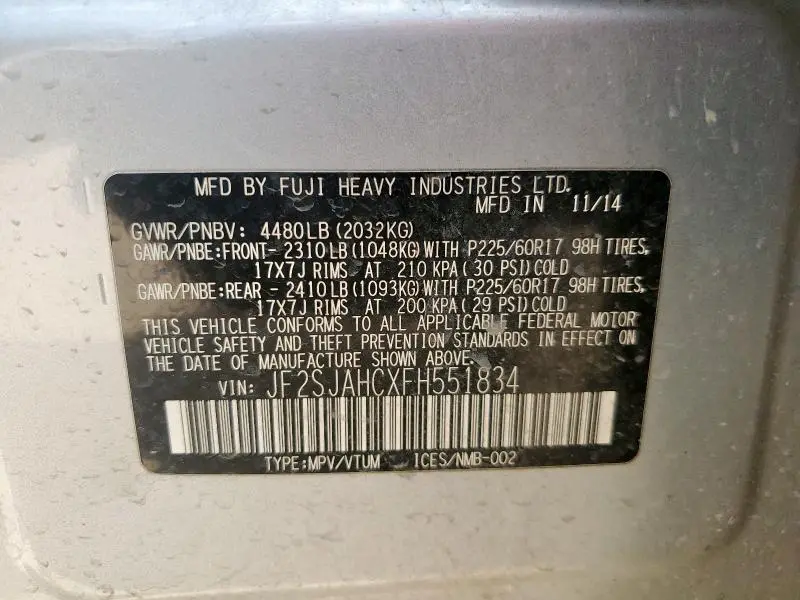 MFD BY FUJI HEAVY INDUSTRIES LTD.
MFD IN 11/14
GVWR/PNBV: 4480LB (2032KG)
GAWR/PNBE:FRONT- 2310LB (1048KG) WITH P225/60R17 98H TIRES,
17X7J RIMS AT 210 KPA (30 PSI) COLD
GAWR/PNBE:REAR - 2410LB (1093KG) WITH P225/60R17 98H TIRES,
17X7J RIMS AT 200 KPA (29 PSI) COLD
THIS VEHICLE CONFORMS TO ALL APPLICABLE FEDERAL MOTOR
VEHICLE SAFETY AND THEFT PREVENTION STANDARDS IN EFFECT ON
THE DATE OF MANUFACTURE SHOWN ABOVE.
VIN: JF2SJAHCXFH551834
TYPE:MPV/VTUM ICES/NMB-002